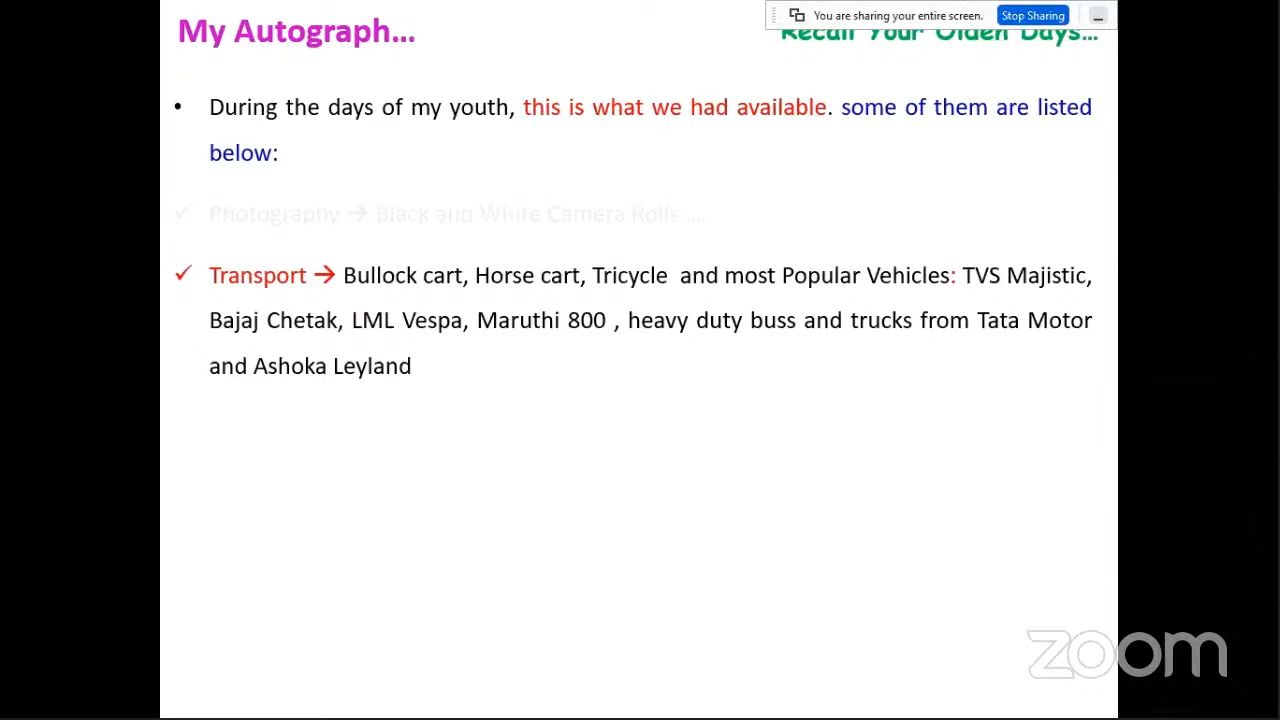 You are sharing your entire screen. Stop Sharing
My Autograph...
Recall Your Olden Days...
• During the days of my youth, this is what we had available. some of them are listed
below:
✓ Photography → Black and White Camera Rolls ...
✓ Transport → Bullock cart, Horse cart, Tricycle and most Popular Vehicles: TVS Majistic,
Bajaj Chetak, LML Vespa, Maruthi 800 , heavy duty buss and trucks from Tata Motor
and Ashoka Leyland
zoom